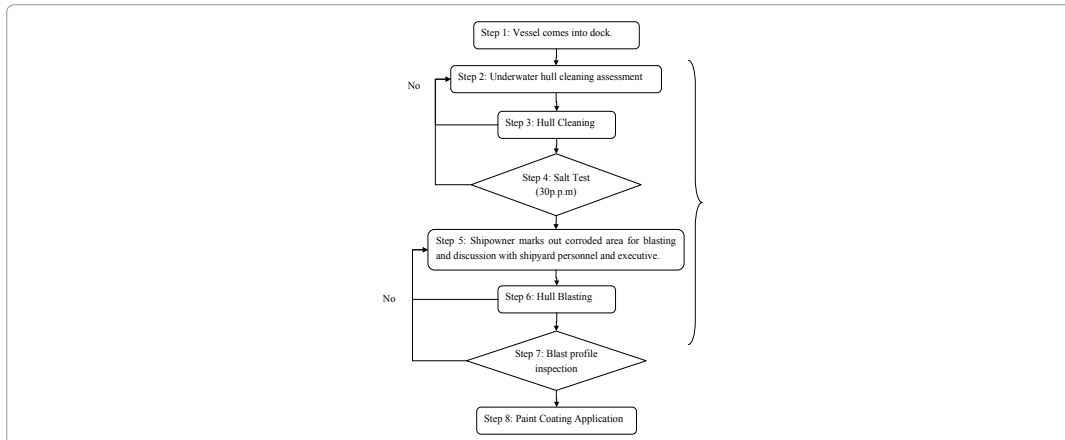 Step 1: Vessel comes into dock.
Step 2: Underwater hull cleaning assessment
No
Step 3: Hull Cleaning
Step 4: Salt Test
(30p.p.m)
Step 5: Shipowner marks out corroded area for blasting
and discussion with shipyard personnel and executive.
No
Step 6: Hull Blasting
Step 7: Blast profile
inspection
Step 8: Paint Coating Application